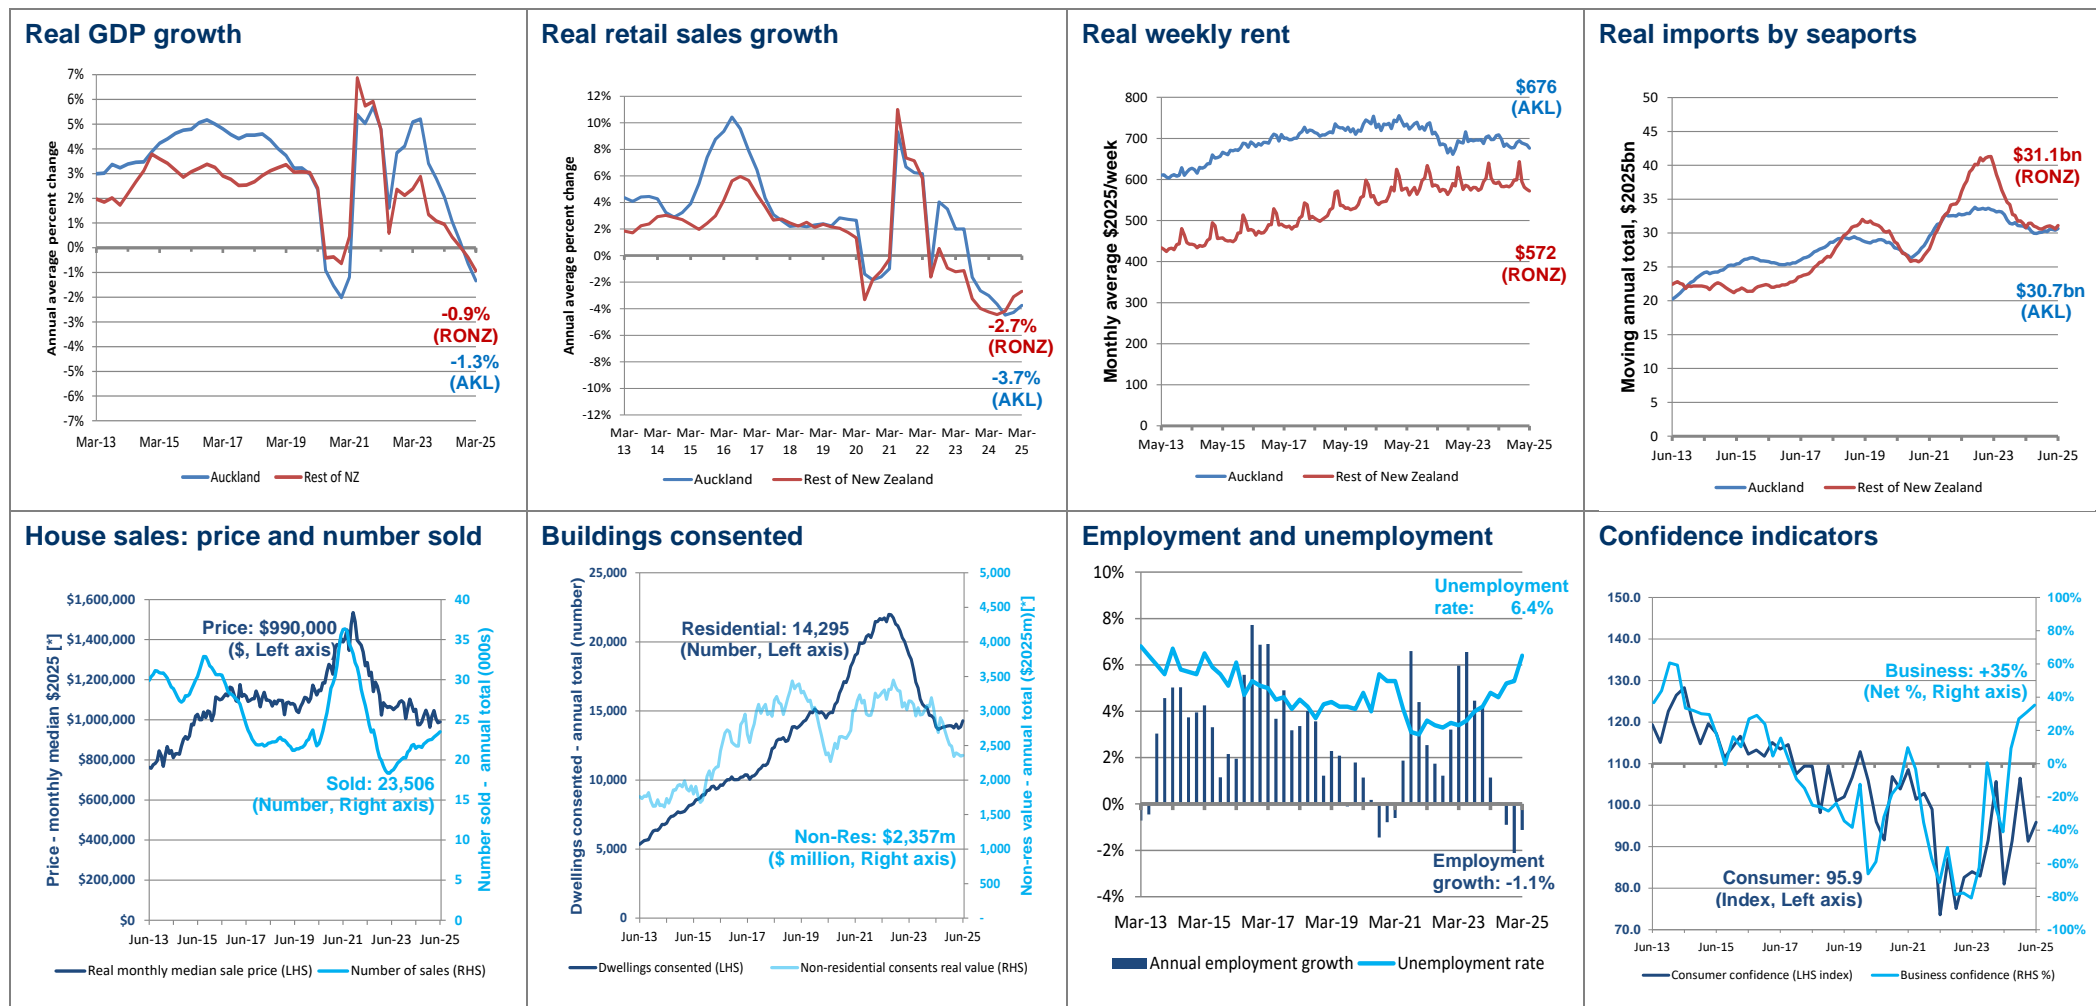 Real GDP growth
Annual average percent change
7%
6%
5%
4%
3%
2%
1%
0%
-1%
-2%
-3%
-4%
-5%
-6%
-7%
-0.9%
(RONZ)
-1.3%
(AKL)
Mar-13 Mar-15 Mar-17 Mar-19 Mar-21 Mar-23 Mar-25
Auckland Rest of NZ
Real retail sales growth
Annual average percent change
12%
10%
8%
6%
4%
2%
0%
-2%
-4%
-6%
-8%
-10%
-12%
-2.7%
(RONZ)
-3.7%
(AKL)
Mar- Mar- Mar- Mar- Mar- Mar- Mar- Mar- Mar- Mar- Mar- Mar- Mar-
13 14 15 16 17 18 19 20 21 22 23 24 25
Auckland Rest of New Zealand
Real weekly rent
Monthly average $2025/week
800
700
600
500
400
300
200
100
0
$676
(AKL)
$572
(RONZ)
May-13 May-15 May-17 May-19 May-21 May-23 May-25
Auckland Rest of New Zealand
Real imports by seaports
Moving annual total, $2025bn
50
45
40
35
30
25
20
15
10
5
0
$31.1bn
(RONZ)
$30.7bn
(AKL)
Jun-13 Jun-15 Jun-17 Jun-19 Jun-21 Jun-23 Jun-25
Auckland Rest of New Zealand
House sales: price and number sold
Price - monthly median $2025 [*]
$1,600,000
$1,400,000
$1,200,000
$1,000,000
$800,000
$600,000
$400,000
$200,000
$0
Price: $990,000
($, Left axis)
Sold: 23,506
(Number, Right axis)
40
35
30
25
20
15
10
5
0
Number sold - annual total (000s)
Jun-13 Jun-15 Jun-17 Jun-19 Jun-21 Jun-23 Jun-25
Real monthly median sale price (LHS) Number of sales (RHS)
Buildings consented
Dwellings consented - annual total (number)
25,000
20,000
15,000
10,000
5,000
0
Residential: 14,295
(Number, Left axis)
Non-Res: $2,357m
($ million, Right axis)
5,000
4,500
4,000
3,500
3,000
2,500
2,000
1,500
1,000
500
-
Non-res value - annual total ($2025m)[*]
Jun-13 Jun-15 Jun-17 Jun-19 Jun-21 Jun-23 Jun-25
Dwellings consented (LHS) Non-residential consents real value (RHS)
Employment and unemployment
10%
8%
6%
4%
2%
0%
-2%
-4%
Unemployment
rate: 6.4%
Employment
growth: -1.1%
Mar-13 Mar-15 Mar-17 Mar-19 Mar-21 Mar-23 Mar-25
Annual employment growth Unemployment rate
Confidence indicators
150.0
140.0
130.0
120.0
110.0
100.0
90.0
80.0
70.0
Business: +35%
(Net %, Right axis)
Consumer: 95.9
(Index, Left axis)
100%
80%
60%
40%
20%
0%
-20%
-40%
-60%
-80%
-100%
Jun-13 Jun-15 Jun-17 Jun-19 Jun-21 Jun-23 Jun-25
Consumer confidence (LHS index) Business confidence (RHS %)